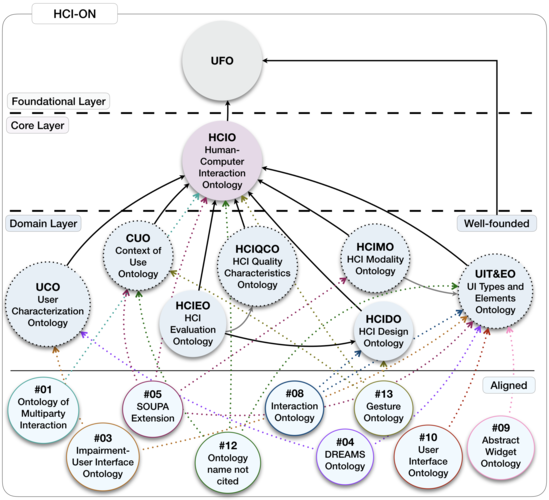 HCI-ON
UFO
Foundational Layer
Core Layer
HCIO
Human-
Computer
Interaction
Ontology
Domain Layer
Well-founded
CUO
Context of
Use
Ontology
HCIQCO
HCI Quality
Characteristics
Ontology
HCIMO
HCI Modality
Ontology
UCO
User
Characterization
Ontology
HCIEO
HCI
Evaluation
Ontology
HCIDO
HCI Design
Ontology
UIT&EO
UI Types and
Elements
Ontology
Aligned
#01
Ontology of
Multiparty
Interaction
#03
Impairment-
User Interface
Ontology
#05
SOUPA
Extension
#12
Ontology
name not
cited
#08
Interaction
Ontology
#04
DREAMS
Ontology
#13
Gesture
Ontology
#10
User
Interface
Ontology
#09
Abstract
Widget
Ontology